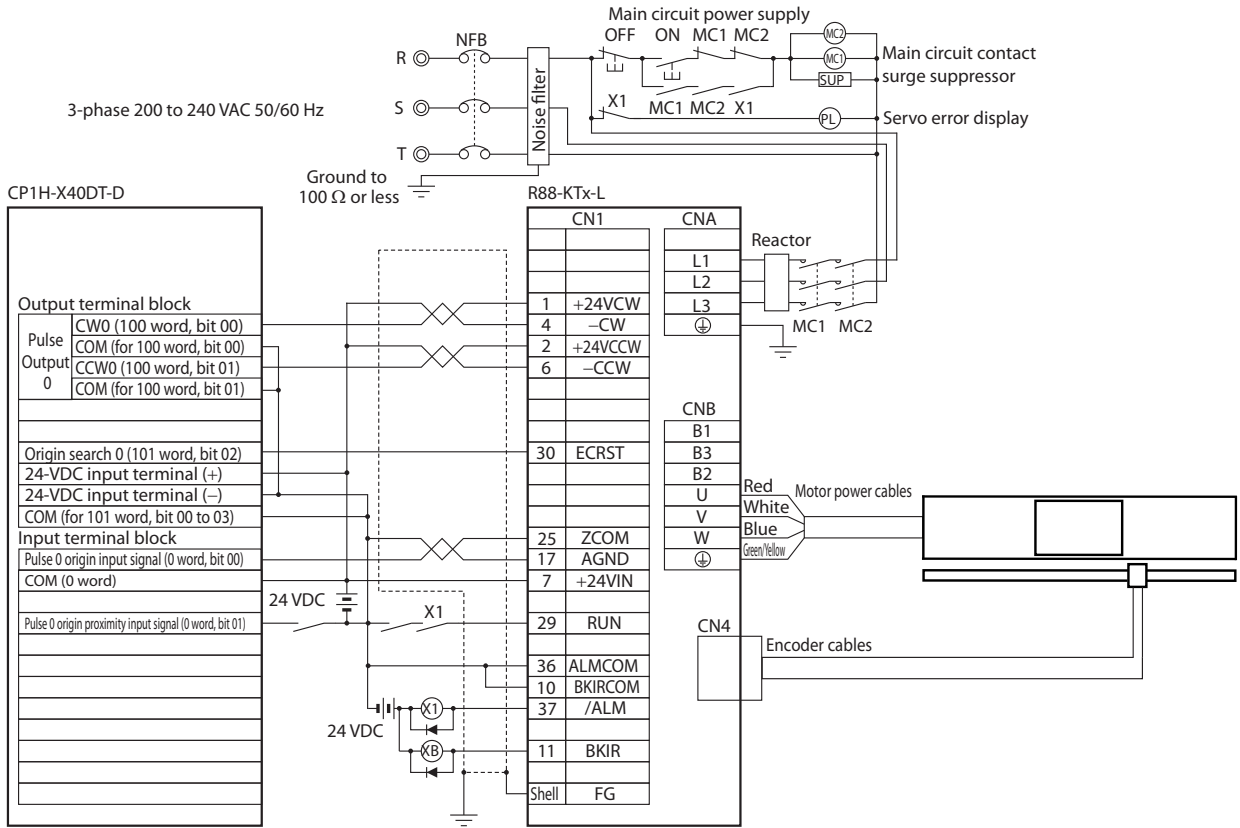 Main circuit power supply
OFF ON MC1 MC2
MC2
NFB
R
MC1
Main circuit contact
surge suppressor
SUP
Noise filter
3-phase 200 to 240 VAC 50/60 Hz
S
X1
MC1 MC2 X1
PL
Servo error display
T
Ground to
100 Ω or less
CP1H-X40DT-D
R88-KTx-L
CN1
CNA
Reactor
L1
L2
L3
MC1 MC2
Output terminal block
Pulse
Output
0
CW0 (100 word, bit 00)
COM (for 100 word, bit 00)
CCW0 (100 word, bit 01)
COM (for 100 word, bit 01)
1 +24VCW
4 −CW
2 +24VCCW
6 −CCW
CNB
B1
B3
B2
U
V
W
Origin search 0 (101 word, bit 02)
30 ECRST
24-VDC input terminal (+)
24-VDC input terminal (−)
COM (for 101 word, bit 00 to 03)
Red
White
Blue
Green/Yellow
Motor power cables
Input terminal block
Pulse 0 origin input signal (0 word, bit 00)
COM (0 word)
25 ZCOM
17 AGND
7 +24VIN
24 VDC
X1
Pulse 0 origin proximity input signal (0 word, bit 01)
29 RUN
CN4
Encoder cables
36 ALMCOM
10 BKIRCOM
X1
37 /ALM
24 VDC
XB
11 BKIR
Shell FG